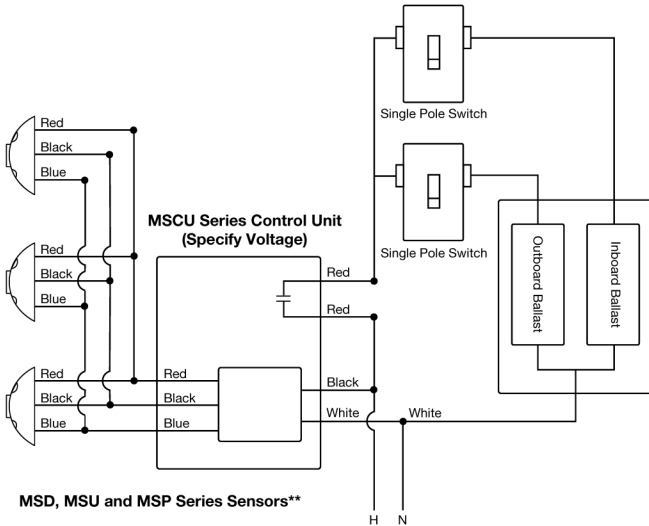 Single Pole Switch
Red
Black
Blue
MSCU Series Control Unit
(Specify Voltage)
Single Pole Switch
Outboard Ballast
Inboard Ballast
Red
Black
Blue
Red
Red
Red
Black
Blue
Red
Black
Blue
Black
White
White
MSD, MSU and MSP Series Sensors**
H
N